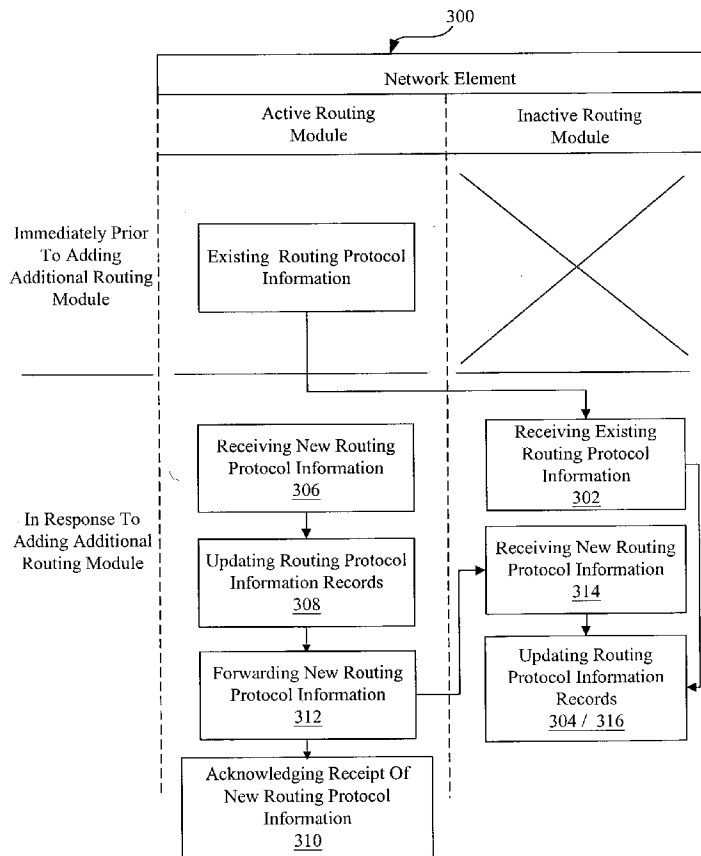 300
Network Element
Active Routing
Module
Inactive Routing
Module
Immediately Prior
To Adding
Additional Routing
Module
Existing Routing Protocol
Information
In Response To
Adding Additional
Routing Module
Receiving New Routing
Protocol Information
306
Updating Routing Protocol
Information Records
308
Forwarding New Routing
Protocol Information
312
Acknowledging Receipt Of
New Routing Protocol
Information
310
Receiving Existing
Routing Protocol
Information
302
Receiving New Routing
Protocol Information
314
Updating Routing
Protocol Information
Records
304 / 316